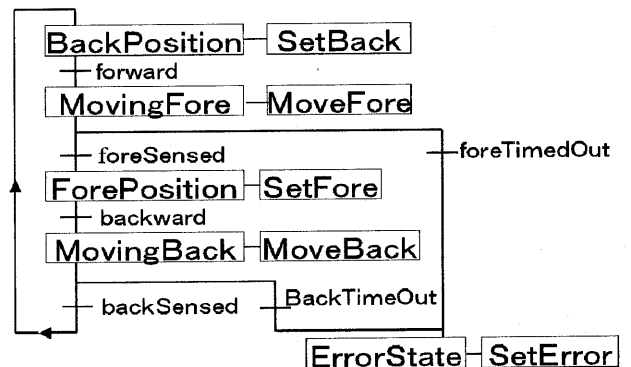 BackPosition SetBack
forward
MovingFore MoveFore
foreSensed foreTimedOut
ForePosition SetFore
backward
MovingBack MoveBack
backSensed BackTimeOut
ErrorState SetError